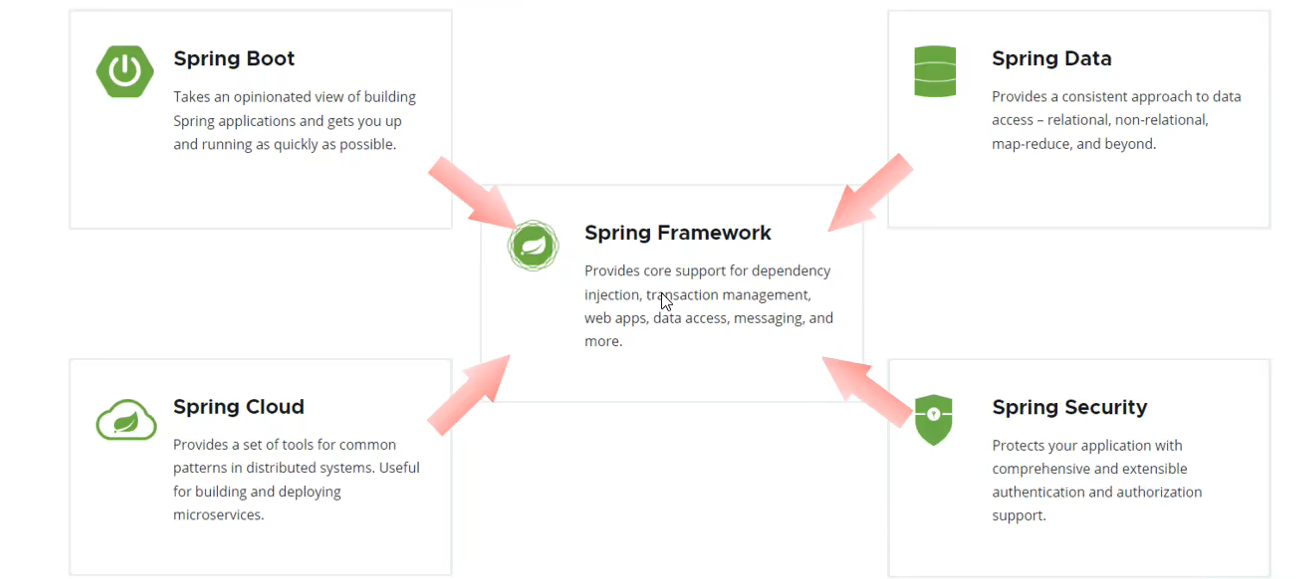 Spring Boot
Takes an opinionated view of building
Spring applications and gets you up
and running as quickly as possible.
Spring Data
Provides a consistent approach to data
access – relational, non-relational,
map-reduce, and beyond.
Spring Framework
Provides core support for dependency
injection, transaction management,
web apps, data access, messaging, and
more.
Spring Cloud
Provides a set of tools for common
patterns in distributed systems. Useful
for building and deploying
microservices.
Spring Security
Protects your application with
comprehensive and extensible
authentication and authorization
support.